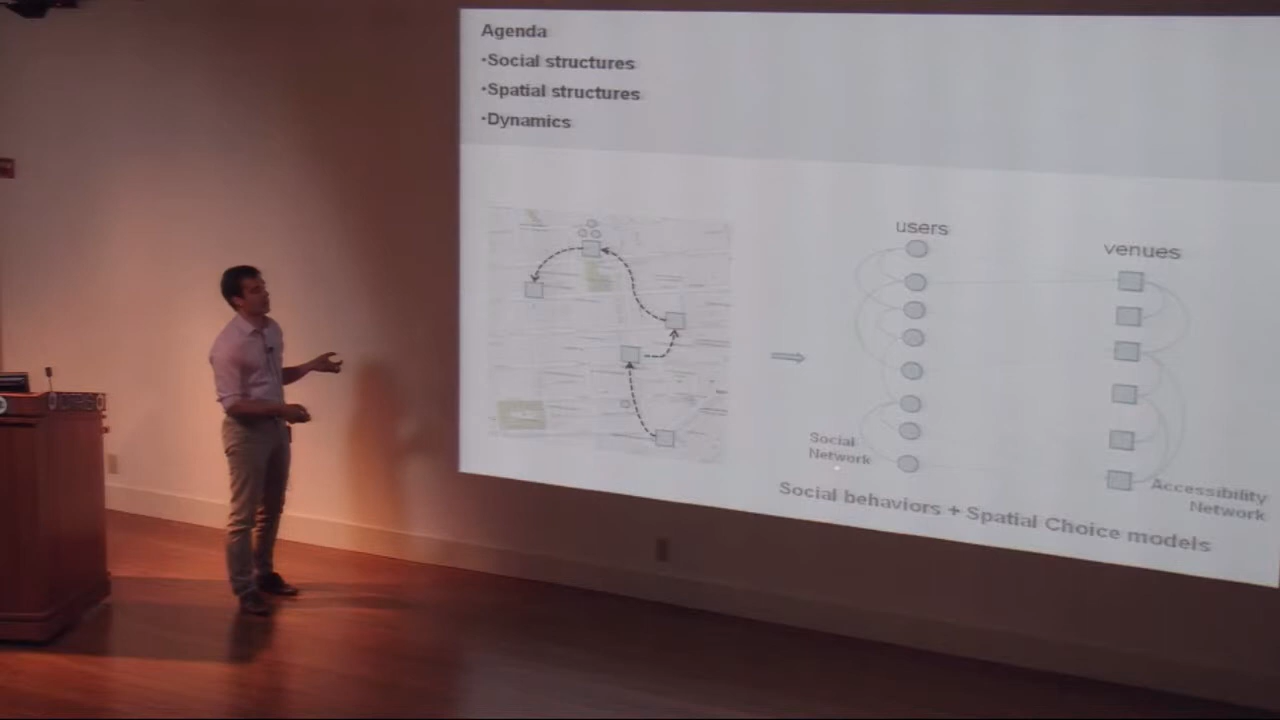 Agenda
•Social structures
•Spatial structures
•Dynamics
users
venues
Social
Network
Accessibility
Network
Social behaviors + Spatial Choice models